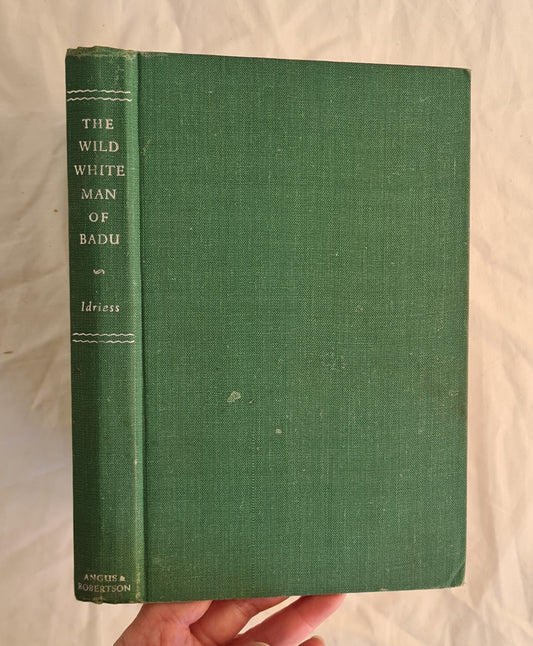 THE
WILD
WHITE
MAN
OF
BADU
Idriess
ANGUS &
ROBERTSON